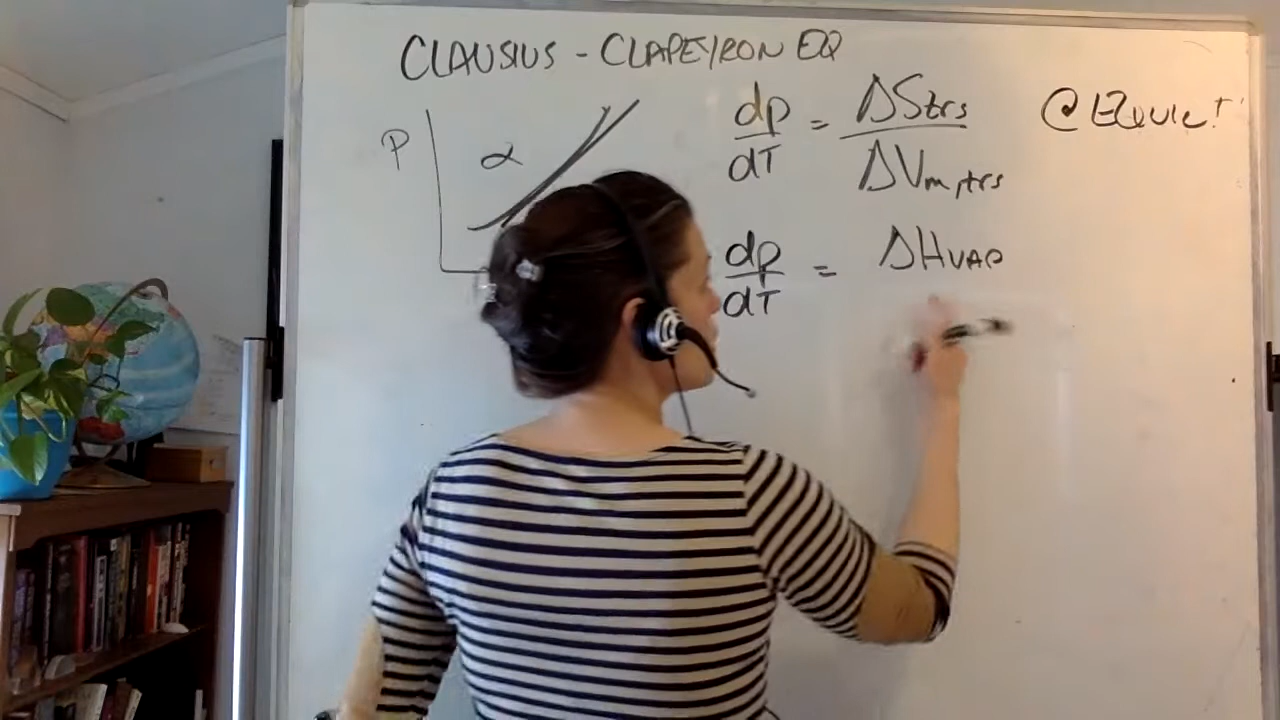 CLAUSIUS - CLAPEYRON EQ
P α
dp/dT = ΔStrs/ΔVm,trs @ EQUIL!
dp/dT = ΔHVAP